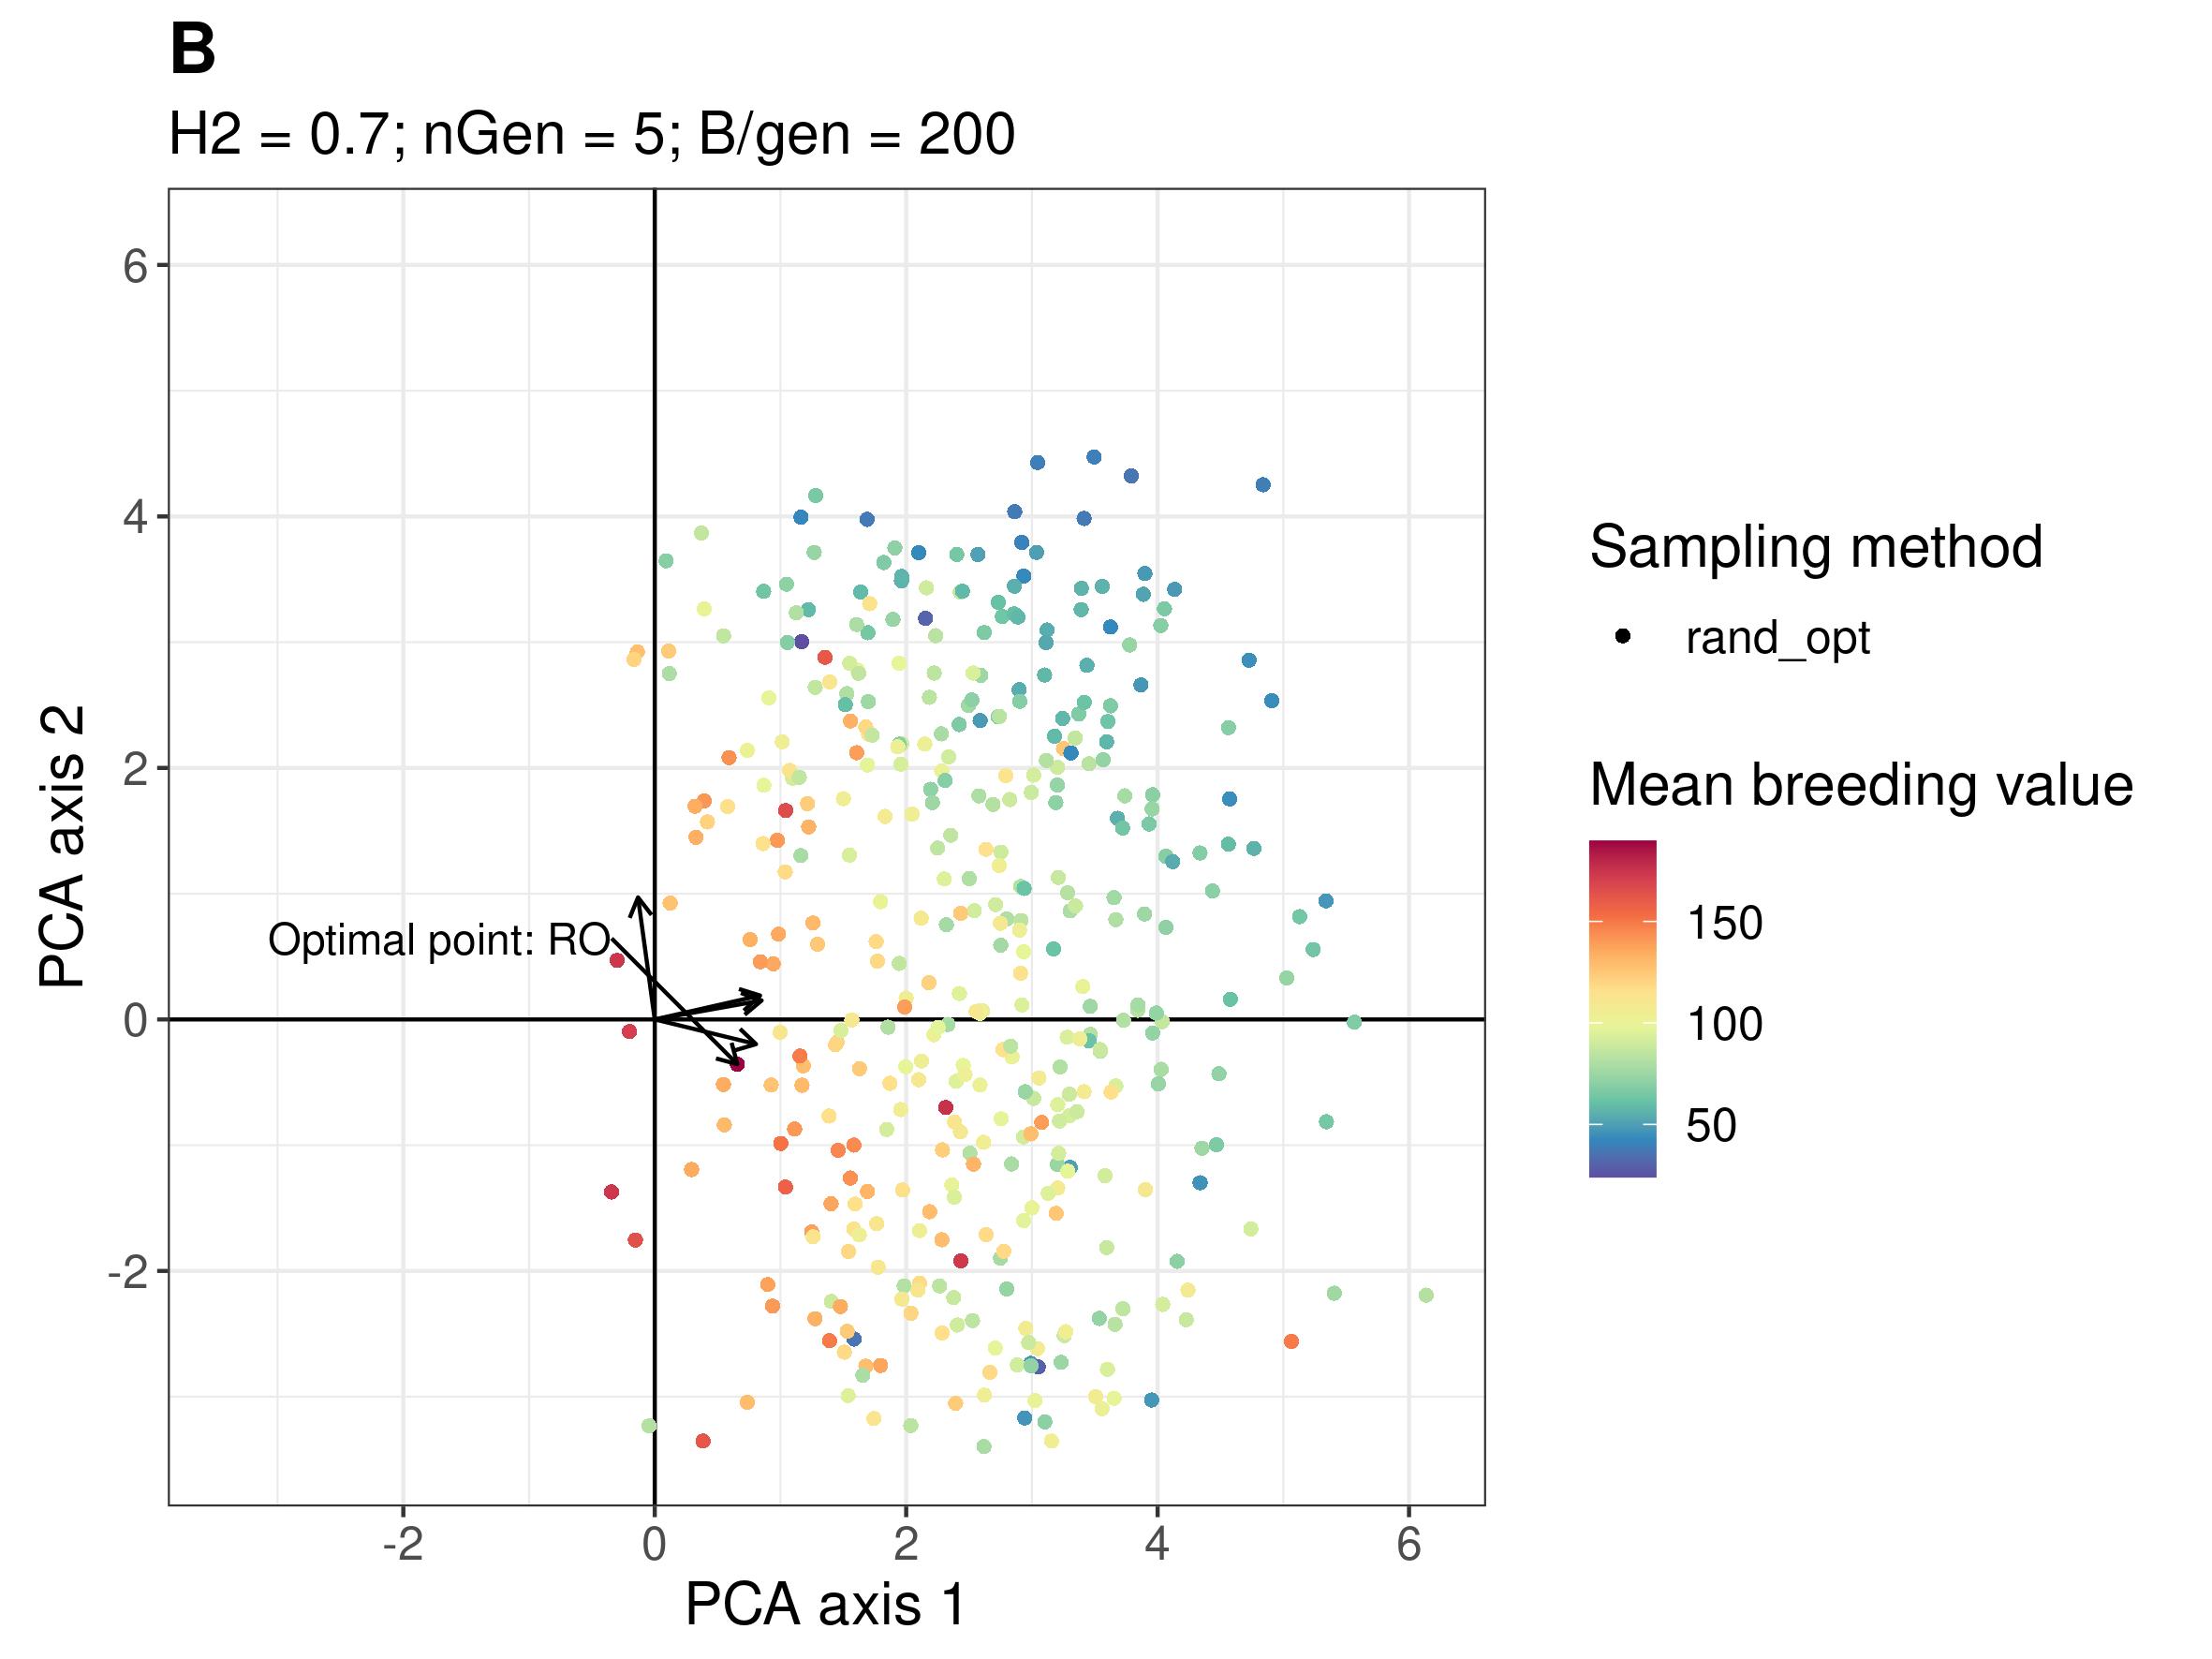 B
H2 = 0.7; nGen = 5; B/gen = 200
6
4
2
0
-2
PCA axis 2
Optimal point: RO
-2
0
2
4
6
PCA axis 1
Sampling method
rand_opt
Mean breeding value
150
100
50